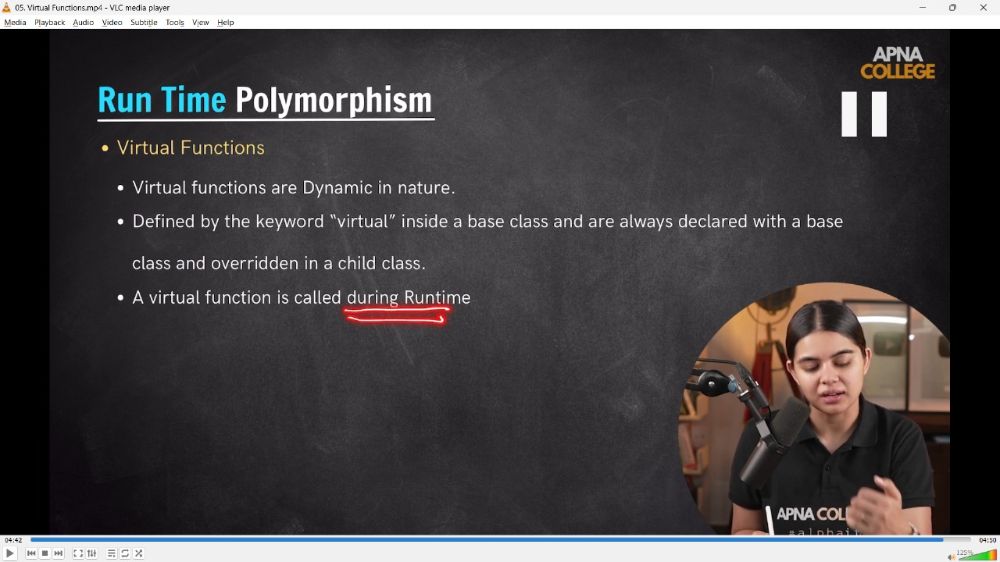 05. Virtual Functions.mp4 - VLC media player
Media Playback Audio Video Subtitle Tools View Help
APNA
COLLEGE
Run Time Polymorphism
• Virtual Functions
• Virtual functions are Dynamic in nature.
• Defined by the keyword “virtual” inside a base class and are always declared with a base
class and overridden in a child class.
• A virtual function is called during Runtime
APNA COL
04:42
04:50
125%